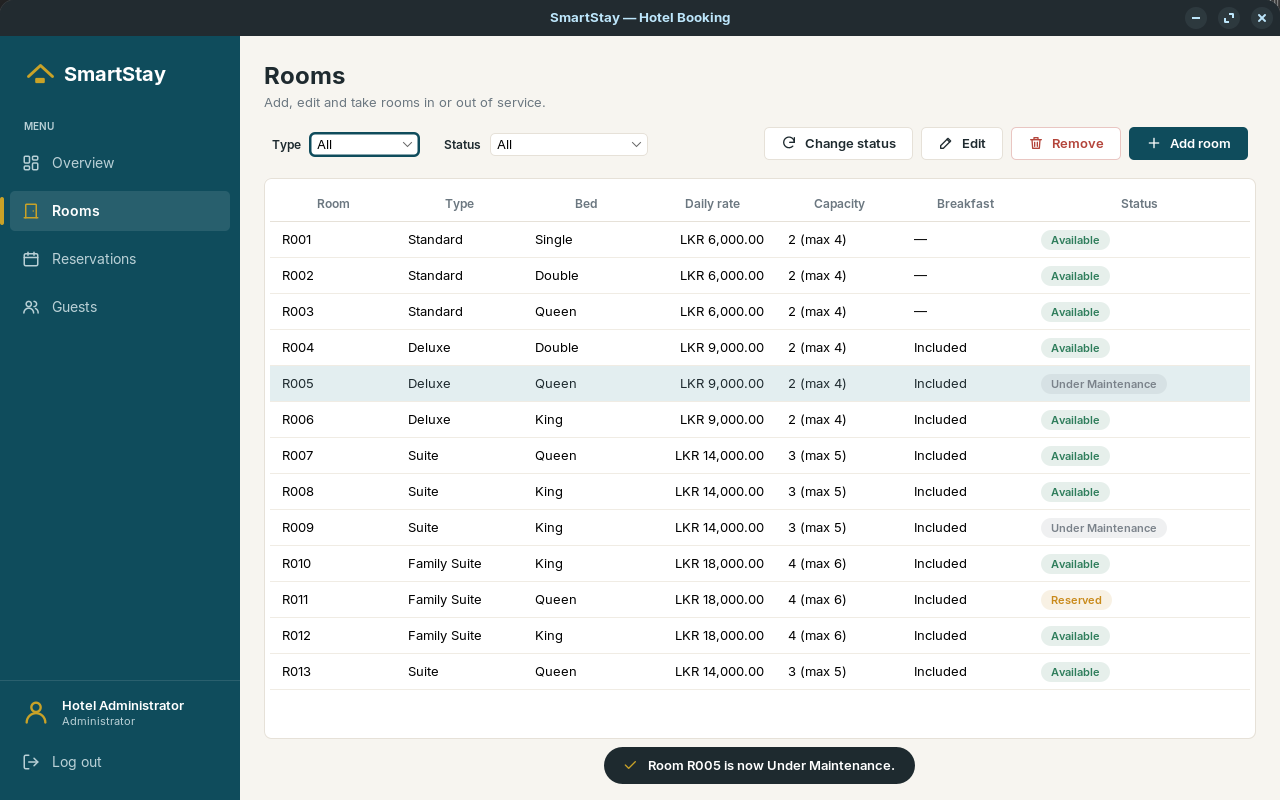 SmartStay — Hotel Booking
SmartStay
MENU
Overview
Rooms
Reservations
Guests
Hotel Administrator
Administrator
Log out
Rooms
Add, edit and take rooms in or out of service.
Type All Status All Change status Edit Remove Add room
Room Type Bed Daily rate Capacity Breakfast Status
R001 Standard Single LKR 6,000.00 2 (max 4) — Available
R002 Standard Double LKR 6,000.00 2 (max 4) — Available
R003 Standard Queen LKR 6,000.00 2 (max 4) — Available
R004 Deluxe Double LKR 9,000.00 2 (max 4) Included Available
R005 Deluxe Queen LKR 9,000.00 2 (max 4) Included Under Maintenance
R006 Deluxe King LKR 9,000.00 2 (max 4) Included Available
R007 Suite Queen LKR 14,000.00 3 (max 5) Included Available
R008 Suite King LKR 14,000.00 3 (max 5) Included Available
R009 Suite King LKR 14,000.00 3 (max 5) Included Under Maintenance
R010 Family Suite King LKR 18,000.00 4 (max 6) Included Available
R011 Family Suite Queen LKR 18,000.00 4 (max 6) Included Reserved
R012 Family Suite King LKR 18,000.00 4 (max 6) Included Available
R013 Suite Queen LKR 14,000.00 3 (max 5) Included Available
Room R005 is now Under Maintenance.